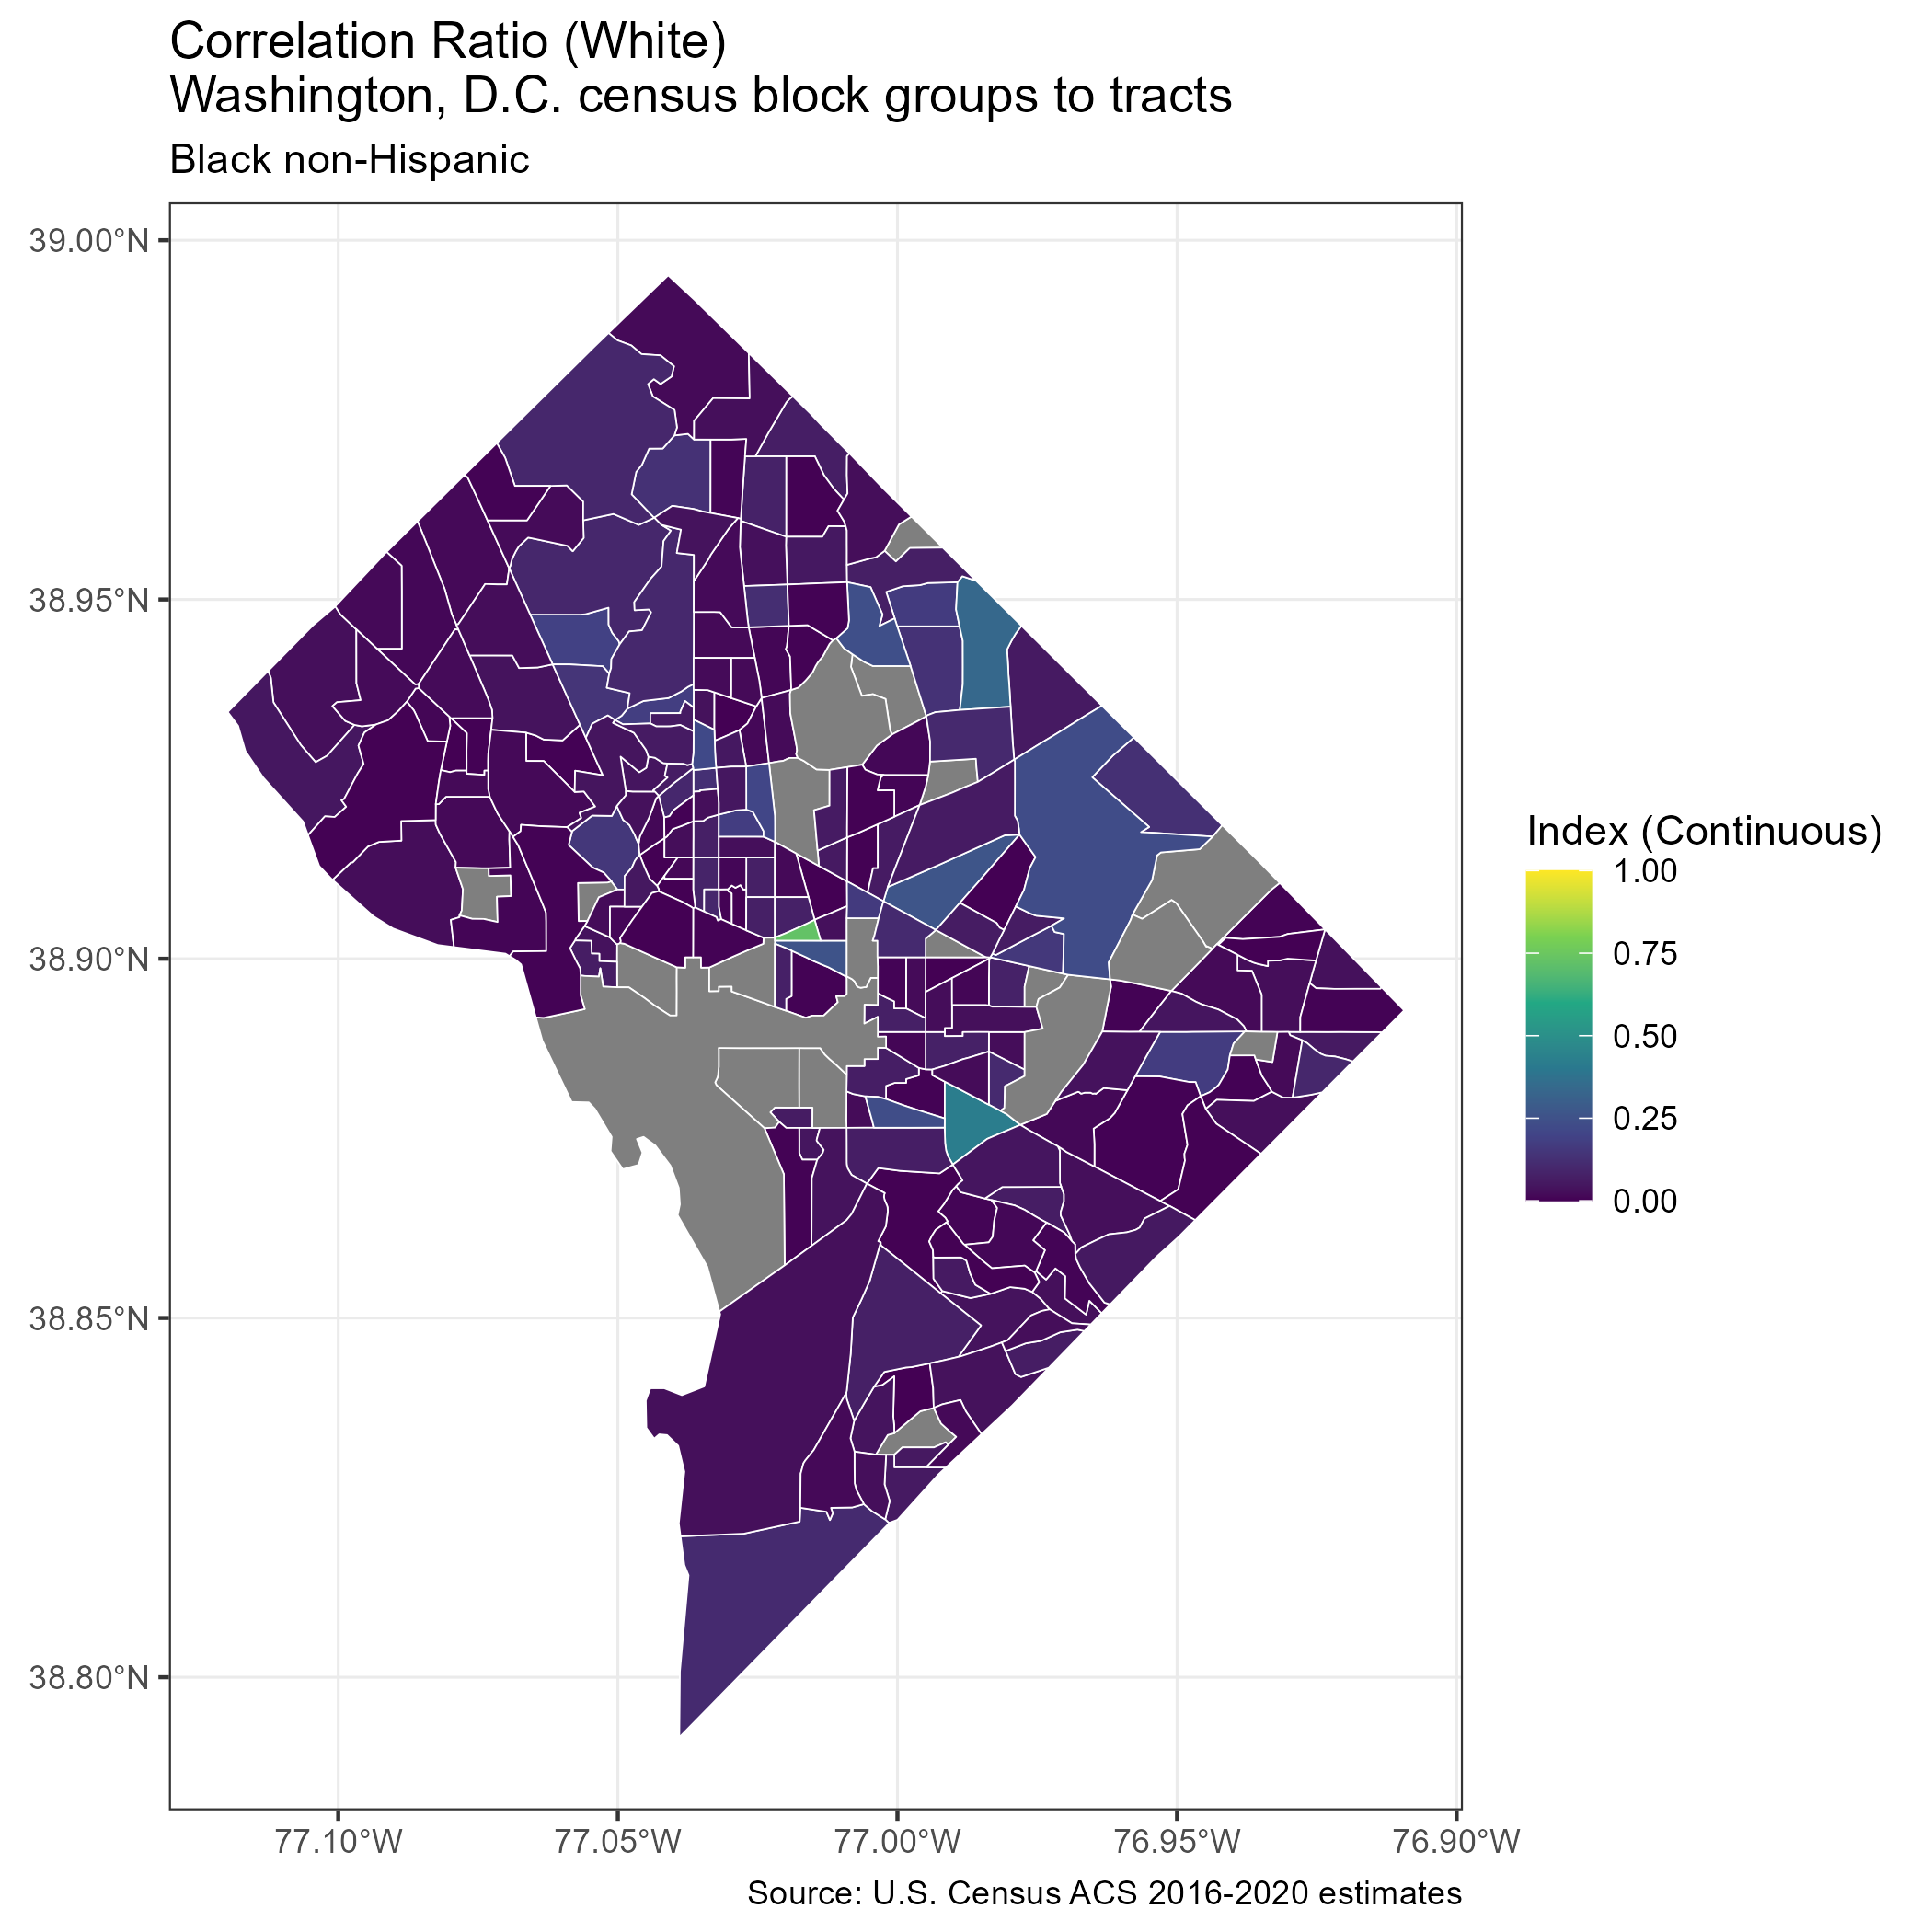 Correlation Ratio (White)
Washington, D.C. census block groups to tracts
Black non-Hispanic
39.00°N
38.95°N
38.90°N
38.85°N
38.80°N
77.10°W
77.05°W
77.00°W
76.95°W
76.90°W
Index (Continuous)
1.00
0.75
0.50
0.25
0.00
Source: U.S. Census ACS 2016-2020 estimates